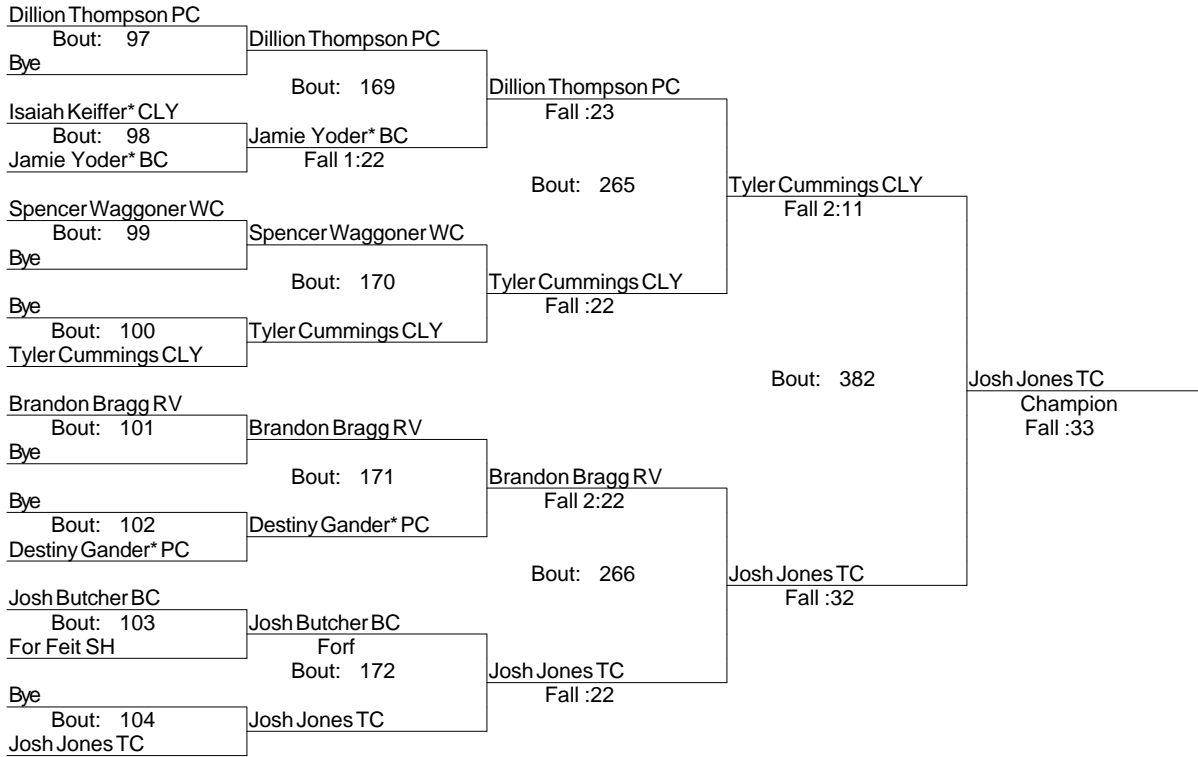 Dillion Thompson PC
Bout: 97
Dillion Thompson PC
Bye
Bout: 169
Dillion Thompson PC
Isaiah Keiffer* CLY
Fall :23
Bout: 98
Jamie Yoder* BC
Jamie Yoder* BC
Fall 1:22
Bout: 265
Tyler Cummings CLY
Spencer Waggoner WC
Fall 2:11
Bout: 99
Spencer Waggoner WC
Bye
Bout: 170
Tyler Cummings CLY
Bye
Fall :22
Bout: 100
Tyler Cummings CLY
Tyler Cummings CLY
Bout: 382
Josh Jones TC
Brandon Bragg RV
Champion
Bout: 101
Brandon Bragg RV
Fall :33
Bye
Bout: 171
Brandon Bragg RV
Bye
Fall 2:22
Bout: 102
Destiny Gander* PC
Destiny Gander* PC
Bout: 266
Josh Jones TC
Josh Butcher BC
Fall :32
Bout: 103
Josh Butcher BC
For Feit SH
Forf
Bout: 172
Josh Jones TC
Bye
Fall :22
Bout: 104
Josh Jones TC
Josh Jones TC